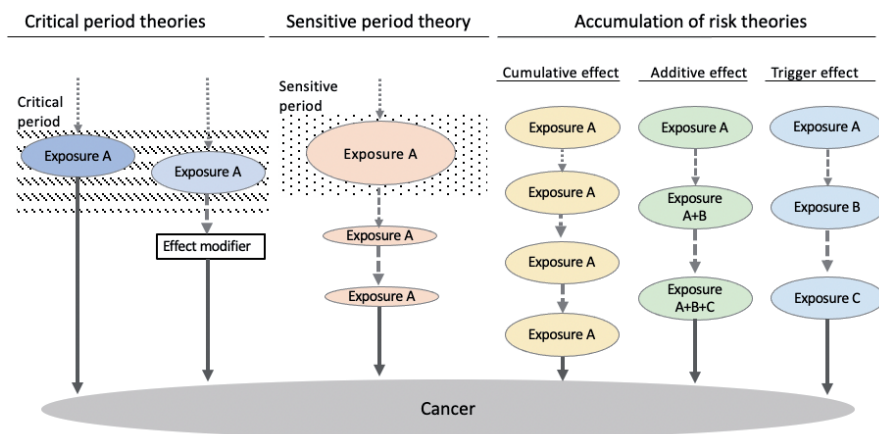 Critical period theories
Sensitive period theory
Accumulation of risk theories
Cumulative effect
Additive effect
Trigger effect
Critical
period
Exposure A
Exposure A
Effect modifier
Sensitive
period
Exposure A
Exposure A
Exposure A
Exposure A
Exposure A
Exposure A
Exposure A
Exposure A
Exposure
A+B
Exposure
A+B+C
Exposure A
Exposure B
Exposure C
Cancer